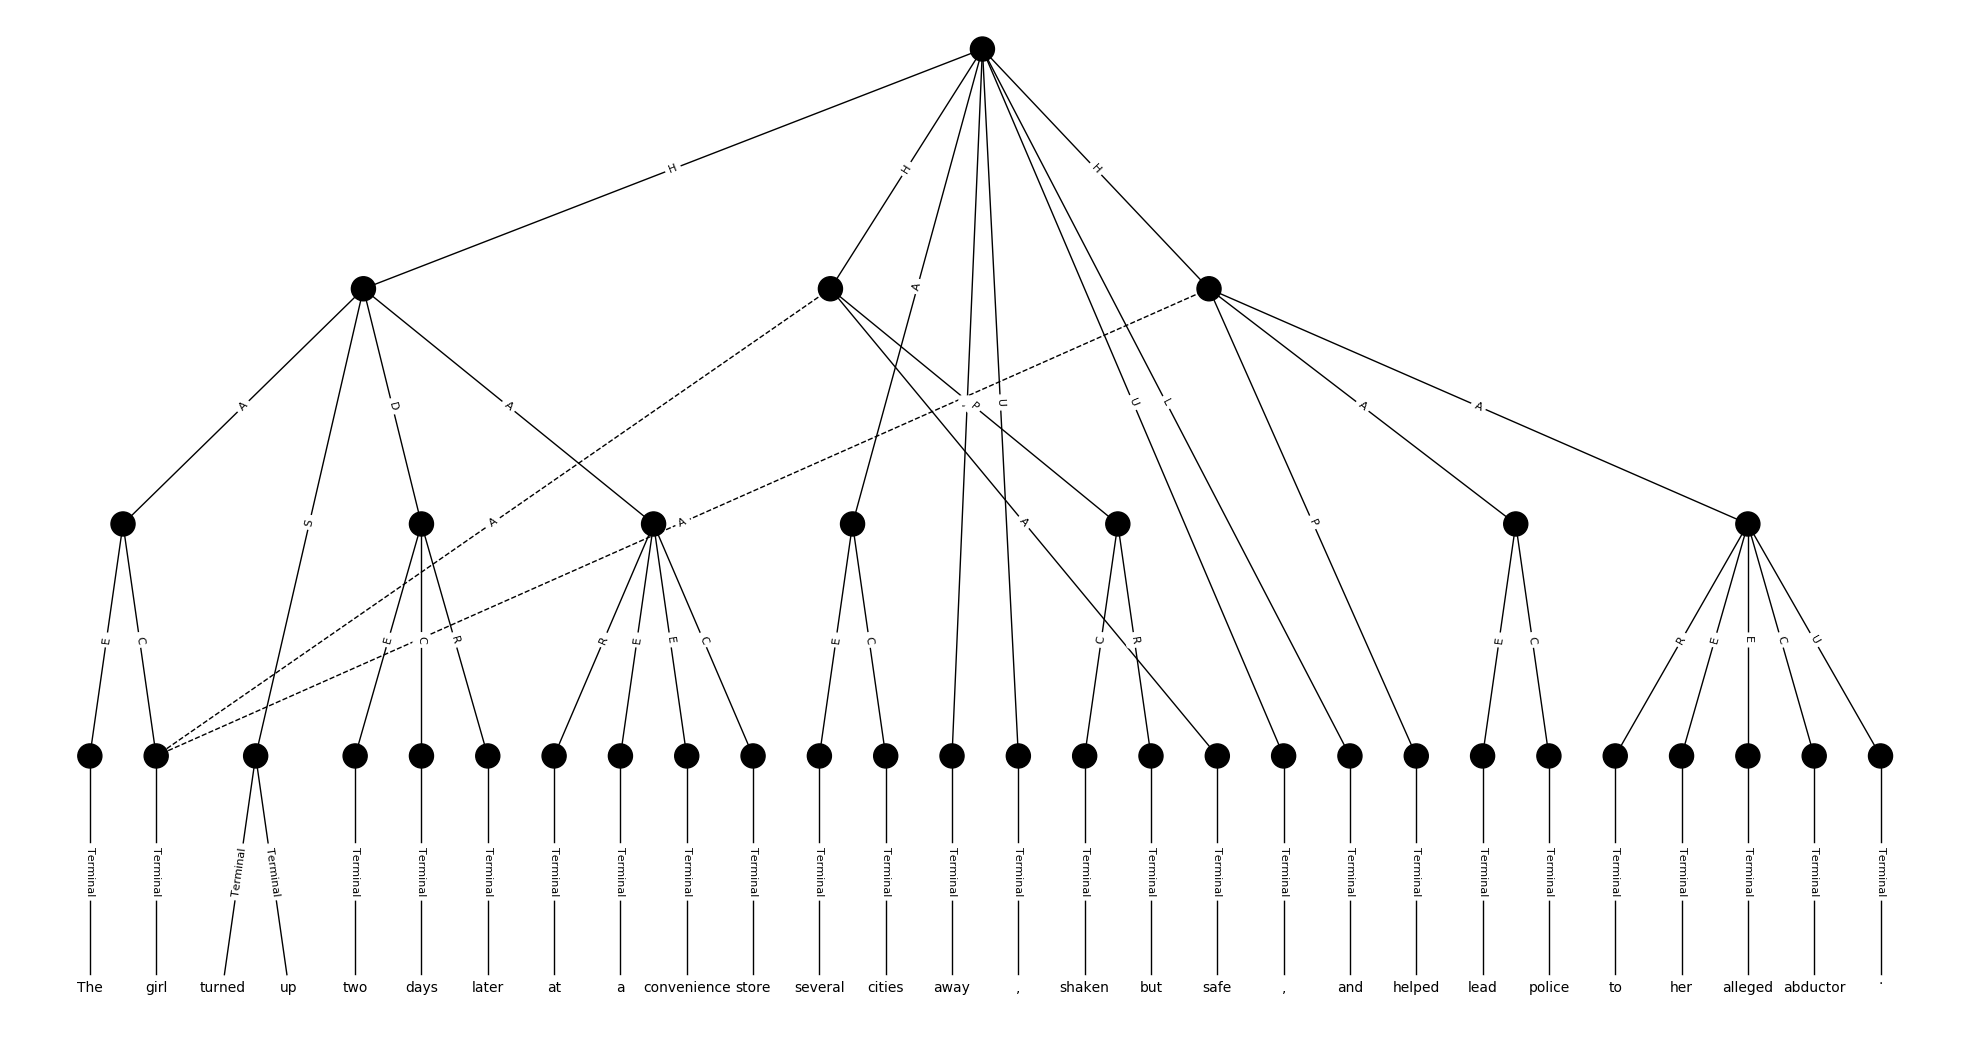 H H H
A
A D A P U U L A A
S A A A P
E C E C R R E E C E C C R E C R E E C U
Terminal Terminal Terminal Terminal Terminal Terminal Terminal Terminal Terminal Terminal Terminal Terminal Terminal Terminal Terminal Terminal Terminal Terminal Terminal Terminal Terminal Terminal Terminal Terminal Terminal Terminal Terminal Terminal
The girl turned up two days later at a convenience store several cities away , shaken but safe , and helped lead police to her alleged abductor .